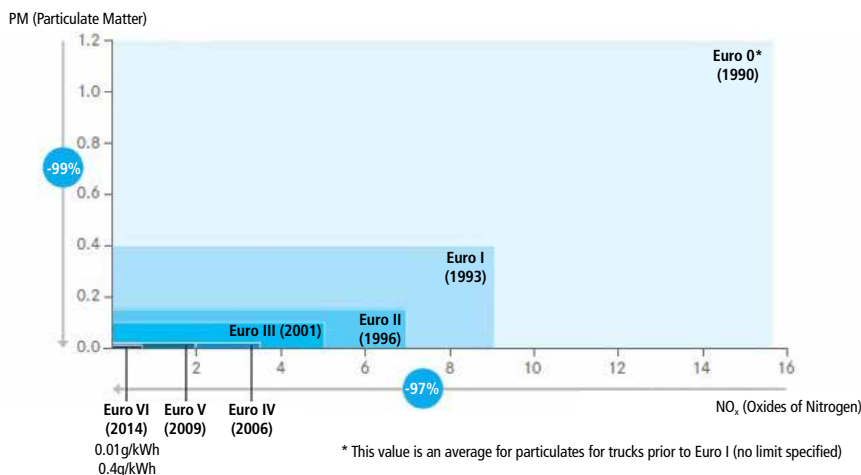 PM (Particulate Matter)
1.2
Euro 0*
(1990)
1.0
0.8
-99%
0.6
0.4
Euro I
(1993)
0.2
Euro II
(1996)
Euro III (2001)
0.0
2
4
6
8
10
12
14
16
-97%
NOx (Oxides of Nitrogen)
Euro VI
(2014)
0.01g/kWh
0.4g/kWh
Euro V
(2009)
Euro IV
(2006)
* This value is an average for particulates for trucks prior to Euro I (no limit specified)